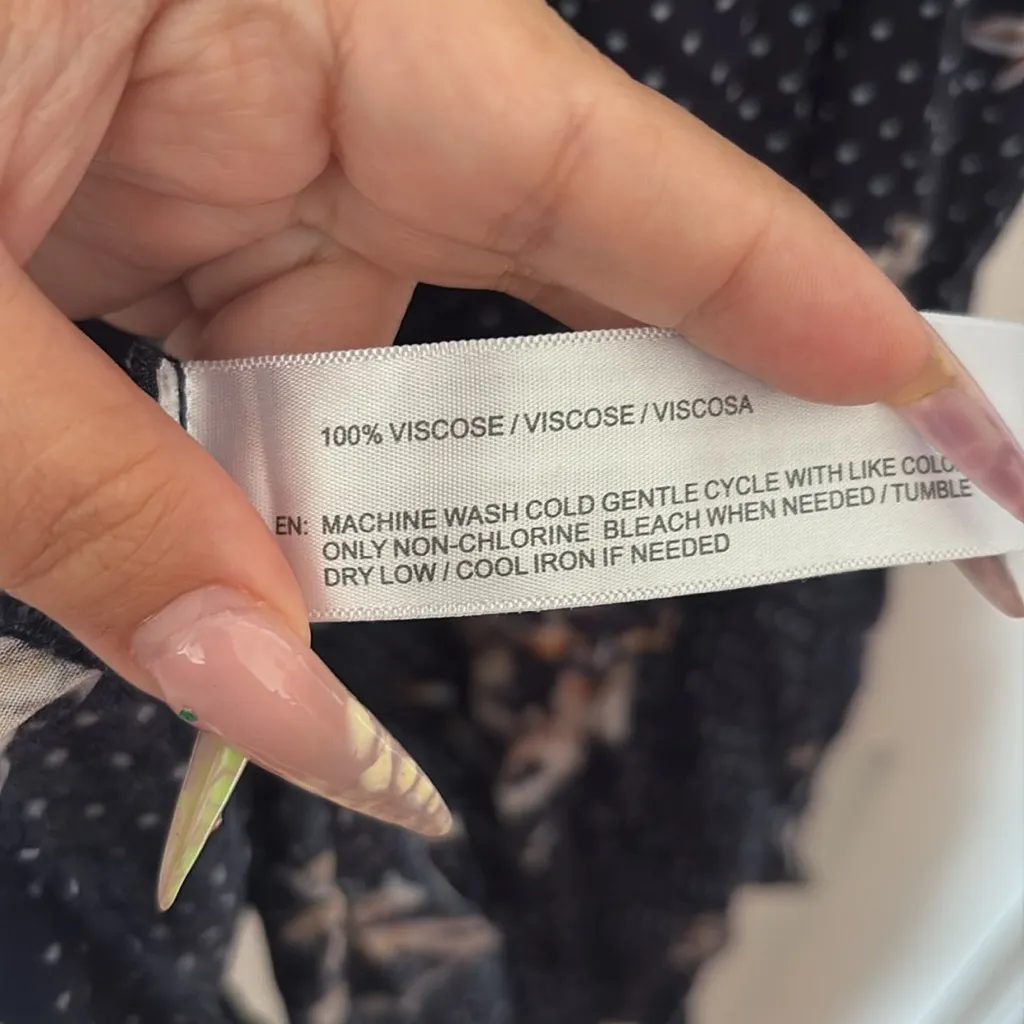 100% VISCOSE / VISCOSE / VISCOSA
EN: MACHINE WASH COLD GENTLE CYCLE WITH LIKE
ONLY NON-CHLORINE BLEACH WHEN NEEDED / TUMBLE
DRY LOW / COOL IRON IF NEEDED